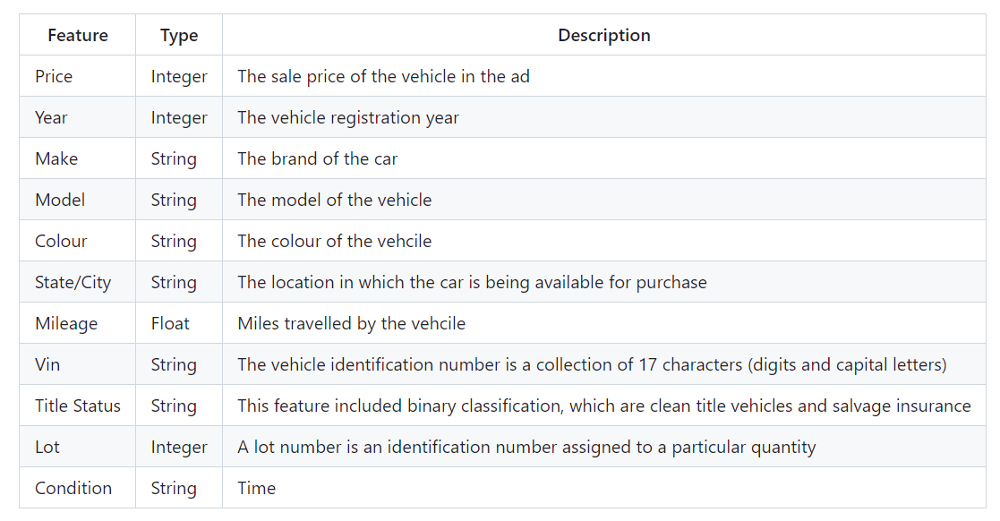 Feature Type Description
Price Integer The sale price of the vehicle in the ad
Year Integer The vehicle registration year
Make String The brand of the car
Model String The model of the vehicle
Colour String The colour of the vehcile
State/City String The location in which the car is being available for purchase
Mileage Float Miles travelled by the vehcile
Vin String The vehicle identification number is a collection of 17 characters (digits and capital letters)
Title Status String This feature included binary classification, which are clean title vehicles and salvage insurance
Lot Integer A lot number is an identification number assigned to a particular quantity
Condition String Time